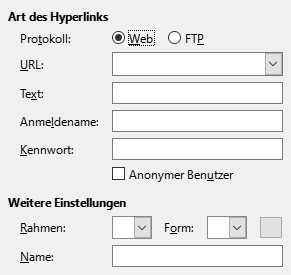 Art des Hyperlinks
Protokoll: Web FTP
URL:
Text:
Anmeldename:
Kennwort:
Anonymer Benutzer
Weitere Einstellungen
Rahmen: Form:
Name: